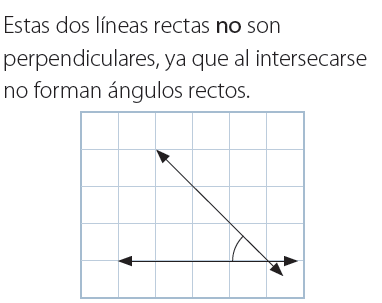 Estas dos líneas rectas no son
perpendiculares, ya que al intersecarse
no forman ángulos rectos.